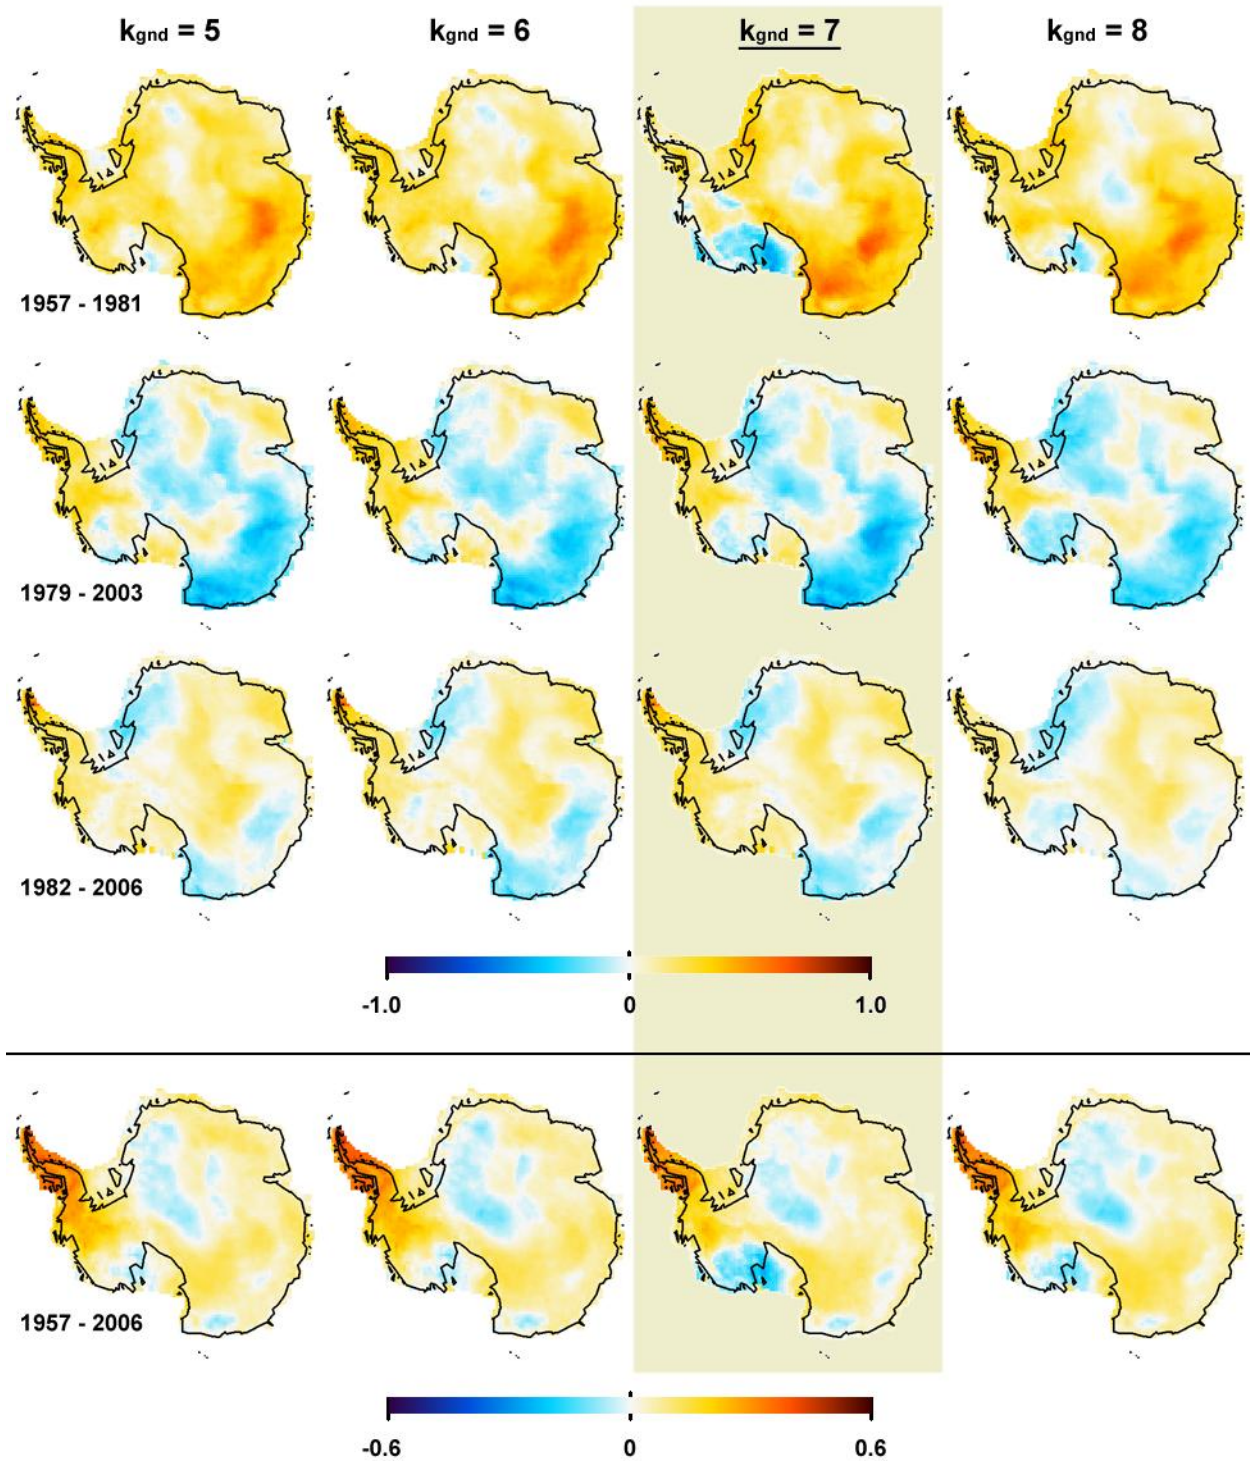 kgnd = 5 kgnd = 6 kgnd = 7 kgnd = 8
1957 - 1981
1979 - 2003
1982 - 2006
-1.0 0 1.0
1957 - 2006
-0.6 0 0.6